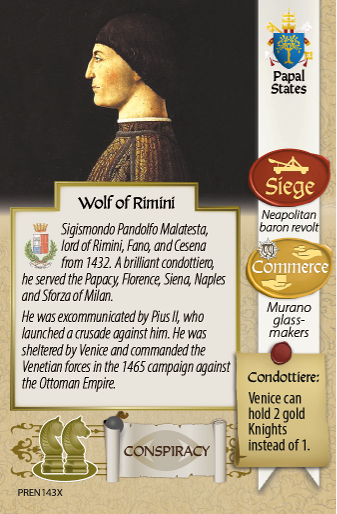 Papal
States
Siege
Neapolitan
baron revolt
Commerce
Murano
glass-
makers
Wolf of Rimini
Sigismondo Pandolfo Malatesta,
lord of Rimini, Fano, and Cesena
from 1432. A brilliant condottiero,
he served the Papacy, Florence, Siena, Naples
and Sforza of Milan.
He was excommunicated by Pius II, who
launched a crusade against him. He was
sheltered by Venice and commanded the
Venetian forces in the 1465 campaign against
the Ottoman Empire.
Condottiere:
Venice can
hold 2 gold
Knights
instead of 1.
CONSPIRACY
PREN143X